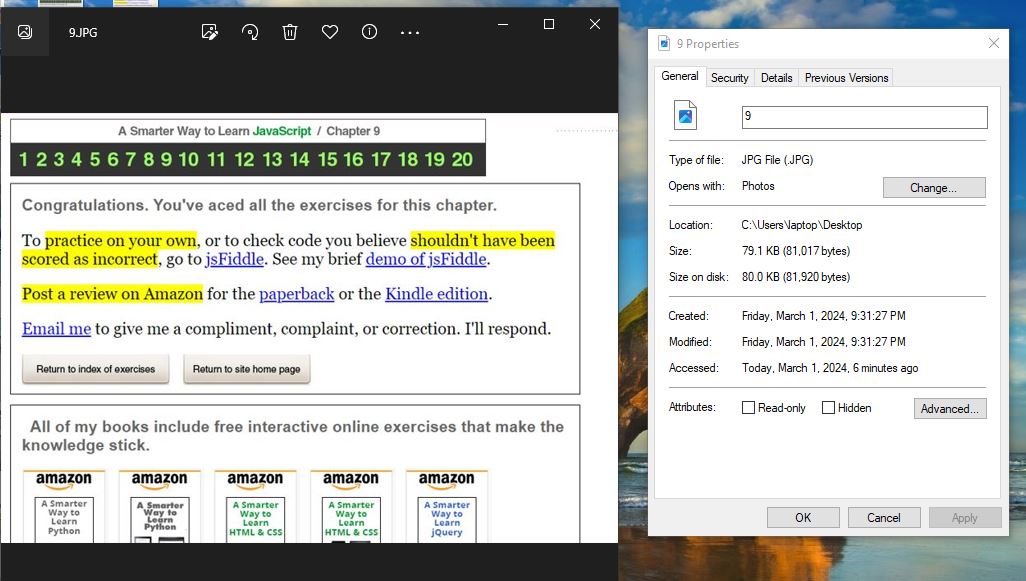 9.JPG
A Smarter Way to Learn JavaScript / Chapter 9
1 2 3 4 5 6 7 8 9 10 11 12 13 14 15 16 17 18 19 20
Congratulations. You've aced all the exercises for this chapter.
To practice on your own, or to check code you believe shouldn't have been
scored as incorrect, go to jsFiddle. See my brief demo of jsFiddle.
Post a review on Amazon for the paperback or the Kindle edition.
Email me to give me a compliment, complaint, or correction. I'll respond.
Return to index of exercises
Return to site home page
All of my books include free interactive online exercises that make the
knowledge stick.
amazon
A Smarter
Way to
Learn
Python
amazon
A Smarter
Way to
Learn
Python
amazon
A Smarter
Way to
Learn
HTML & CSS
amazon
A Smarter
Way to
Learn
HTML & CSS
amazon
A Smarter
Way to
Learn
jQuery
9 Properties
General Security Details Previous Versions
9
Type of file: JPG File (.JPG)
Opens with: Photos Change...
Location: C:\Users\laptop\Desktop
Size: 79.1 KB (81,017 bytes)
Size on disk: 80.0 KB (81,920 bytes)
Created: Friday, March 1, 2024, 9:31:27 PM
Modified: Friday, March 1, 2024, 9:31:27 PM
Accessed: Today, March 1, 2024, 6 minutes ago
Attributes: Read-only Hidden Advanced...
OK Cancel Apply